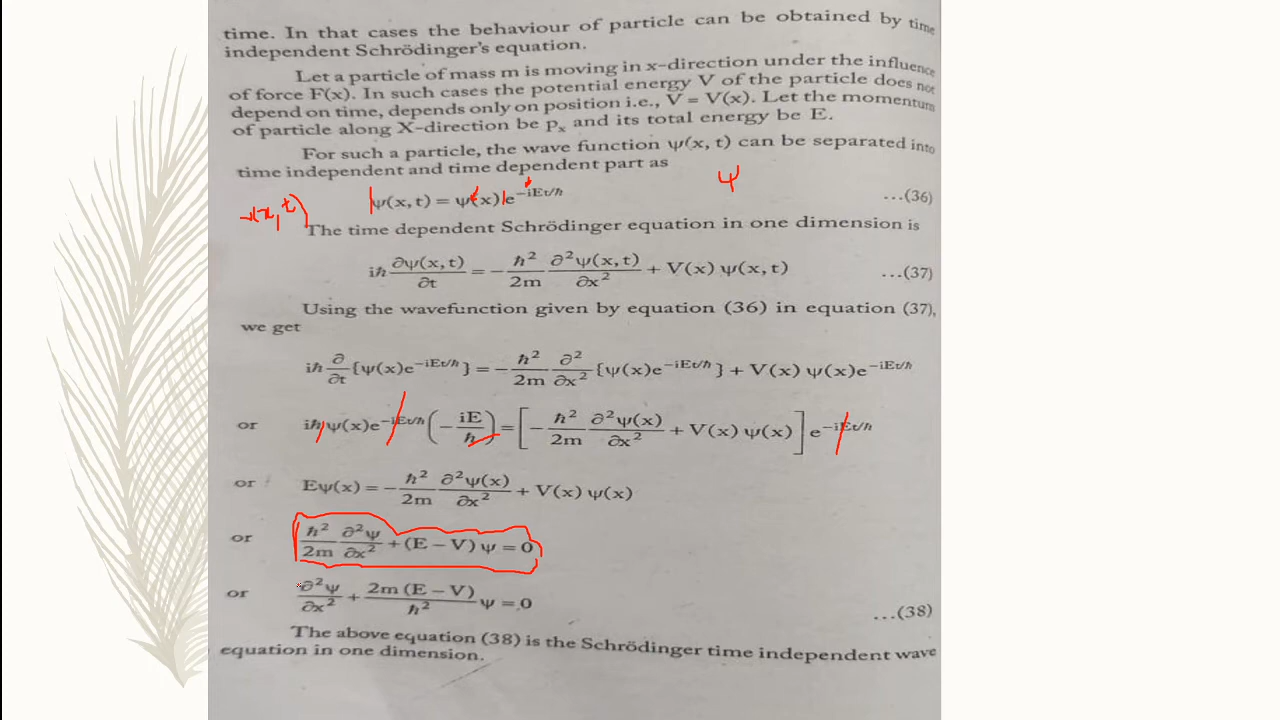 time. In that cases the behaviour of particle can be obtained by time
independent Schrödinger's equation.
Let a particle of mass m is moving in x-direction under the influence
of force F(x). In such cases the potential energy V of the particle does not
depend on time, depends only on position i.e., V = V(x). Let the momentum
of particle along X-direction be pₓ and its total energy be E.
For such a particle, the wave function ψ(x, t) can be separated into
time independent and time dependent part as
ψ
ψ(x, t) = ψ(x) e^−iEt/ħ ...(36)
(x, t)
The time dependent Schrödinger equation in one dimension is
iħ ∂ψ(x, t)/∂t = − ħ²/2m ∂²ψ(x, t)/∂x² + V(x) ψ(x, t) ...(37)
Using the wavefunction given by equation (36) in equation (37),
we get
iħ ∂/∂t {ψ(x)e^−iEt/ħ} = − ħ²/2m ∂²/∂x² {ψ(x)e^−iEt/ħ} + V(x) ψ(x)e^−iEt/ħ
or iħ ψ(x)e^−iEt/ħ (− iE/ħ) = [− ħ²/2m ∂²ψ(x)/∂x² + V(x) ψ(x)] e^−iEt/ħ
or Eψ(x) = − ħ²/2m ∂²ψ(x)/∂x² + V(x) ψ(x)
or ħ²/2m ∂²ψ/∂x² + (E − V) ψ = 0
or ∂²ψ/∂x² + 2m (E − V)/ħ² ψ = 0 ...(38)
The above equation (38) is the Schrödinger time independent wave
equation in one dimension.